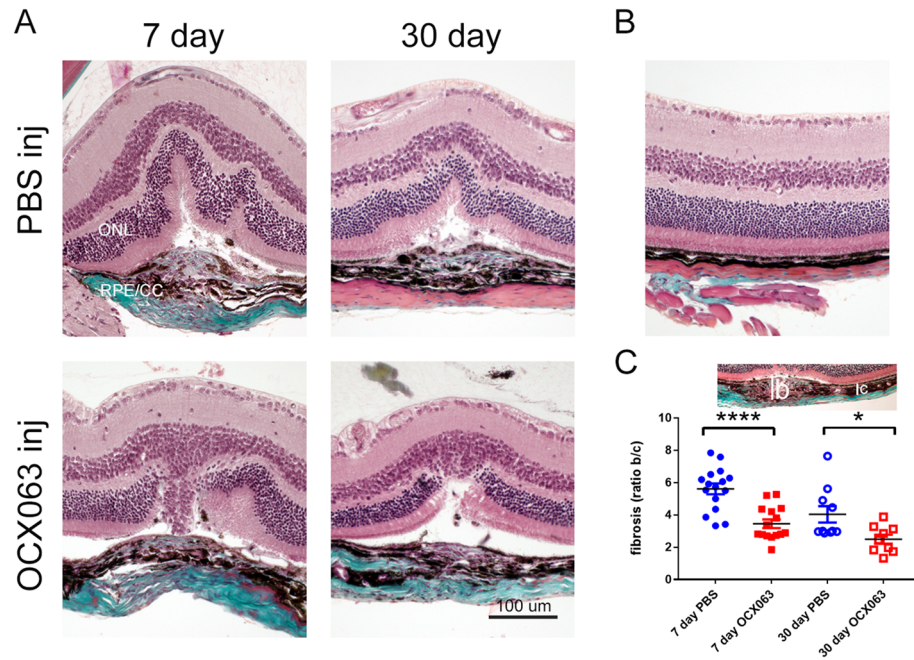 A
7 day
30 day
B
PBS inj
ONL
RPE/CC
OCX063 inj
100 um
C
b
c
****
*
fibrosis (ratio b/c)
10
8
6
4
2
0
7 day PBS
7 day OCX063
30 day PBS
30 day OCX063